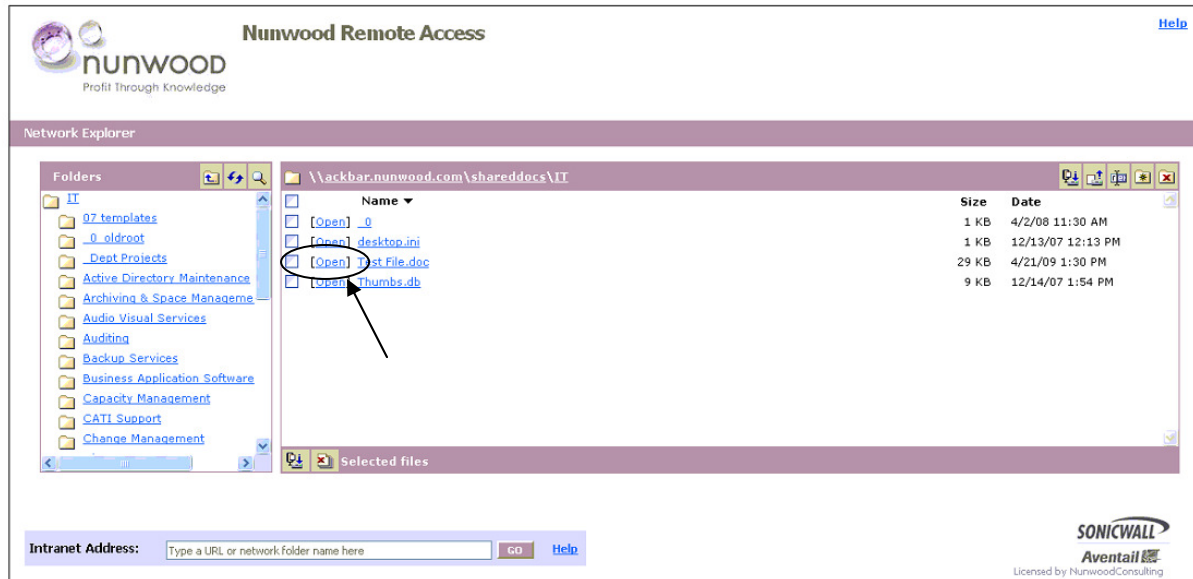 Nunwood Remote Access
Help
nunwood
Profit Through Knowledge
Network Explorer
Folders
IT
07 templates
_0_oldroot
_Dept Projects
Active Directory Maintenance
Archiving & Space Manageme
Audio Visual Services
Auditing
Backup Services
Business Application Software
Capacity Management
CATI Support
Change Management
\\ackbar.nunwood.com\shareddocs\IT
Name Size Date
[Open] _0 1 KB 4/2/08 11:30 AM
[Open] desktop.ini 1 KB 12/13/07 12:13 PM
[Open] Test File.doc 29 KB 4/21/09 1:30 PM
[Open] Thumbs.db 9 KB 12/14/07 1:54 PM
Selected files
Intranet Address: Type a URL or network folder name here GO Help
SONICWALL
Aventail
Licensed by NunwoodConsulting